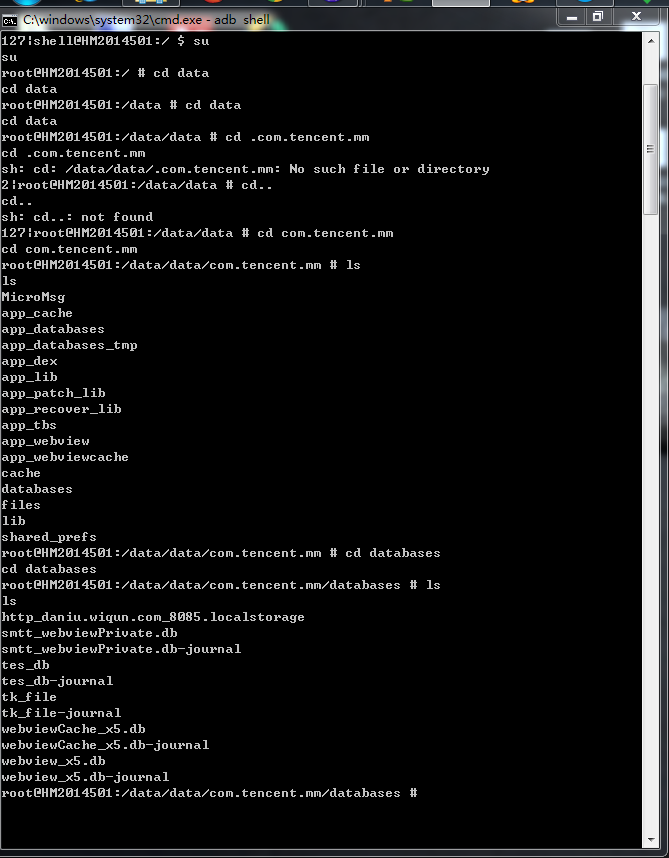 C:\windows\system32\cmd.exe - adb shell
127|shell@HM2014501:/ $ su
su
root@HM2014501:/ # cd data
cd data
root@HM2014501:/data # cd data
cd data
root@HM2014501:/data/data # cd .com.tencent.mm
cd .com.tencent.mm
sh: cd: /data/data/.com.tencent.mm: No such file or directory
2|root@HM2014501:/data/data # cd..
cd..
sh: cd..: not found
127|root@HM2014501:/data/data # cd com.tencent.mm
cd com.tencent.mm
root@HM2014501:/data/data/com.tencent.mm # ls
ls
MicroMsg
app_cache
app_databases
app_databases_tmp
app_dex
app_lib
app_patch_lib
app_recover_lib
app_tbs
app_webview
app_webviewcache
cache
databases
files
lib
shared_prefs
root@HM2014501:/data/data/com.tencent.mm # cd databases
cd databases
root@HM2014501:/data/data/com.tencent.mm/databases # ls
ls
http_daniu.wiqun.com_8085.localstorage
smtt_webviewPrivate.db
smtt_webviewPrivate.db-journal
tes_db
tes_db-journal
tk_file
tk_file-journal
webviewCache_x5.db
webviewCache_x5.db-journal
webview_x5.db
webview_x5.db-journal
root@HM2014501:/data/data/com.tencent.mm/databases #